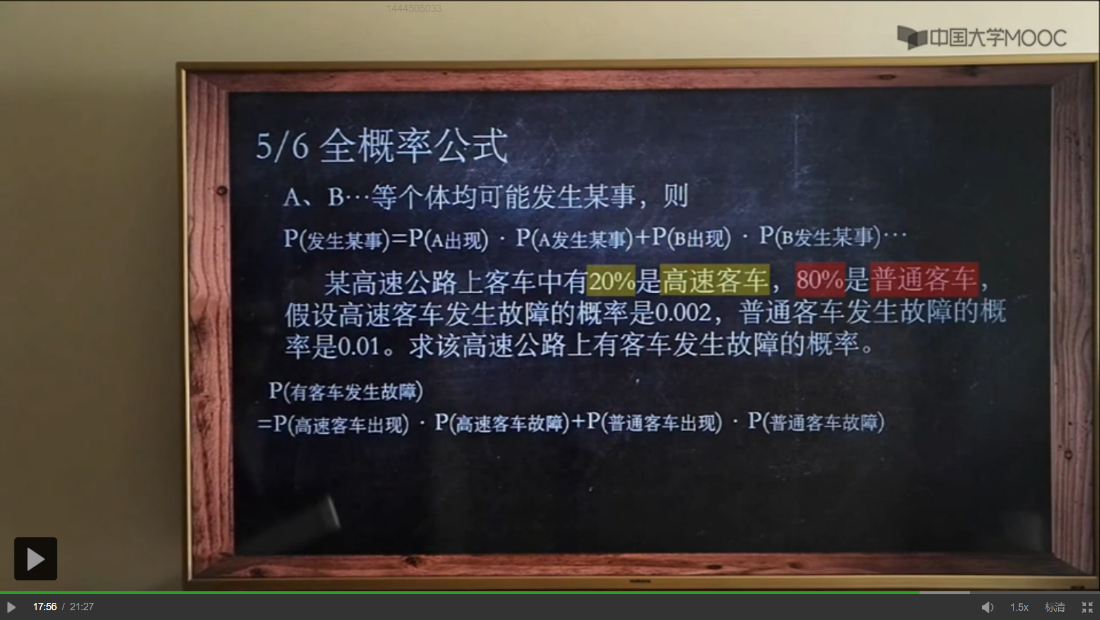 1444505033
中国大学MOOC
5/6 全概率公式
A、B…等个体均可能发生某事，则
P(发生某事)=P(A出现) · P(A发生某事)+P(B出现) · P(B发生某事)…
某高速公路上客车中有20%是高速客车，80%是普通客车，
假设高速客车发生故障的概率是0.002，普通客车发生故障的概
率是0.01。求该高速公路上有客车发生故障的概率。
P(有客车发生故障)
=P(高速客车出现) · P(高速客车故障)+P(普通客车出现) · P(普通客车故障)
17:56 / 21:27
1.5x
标清